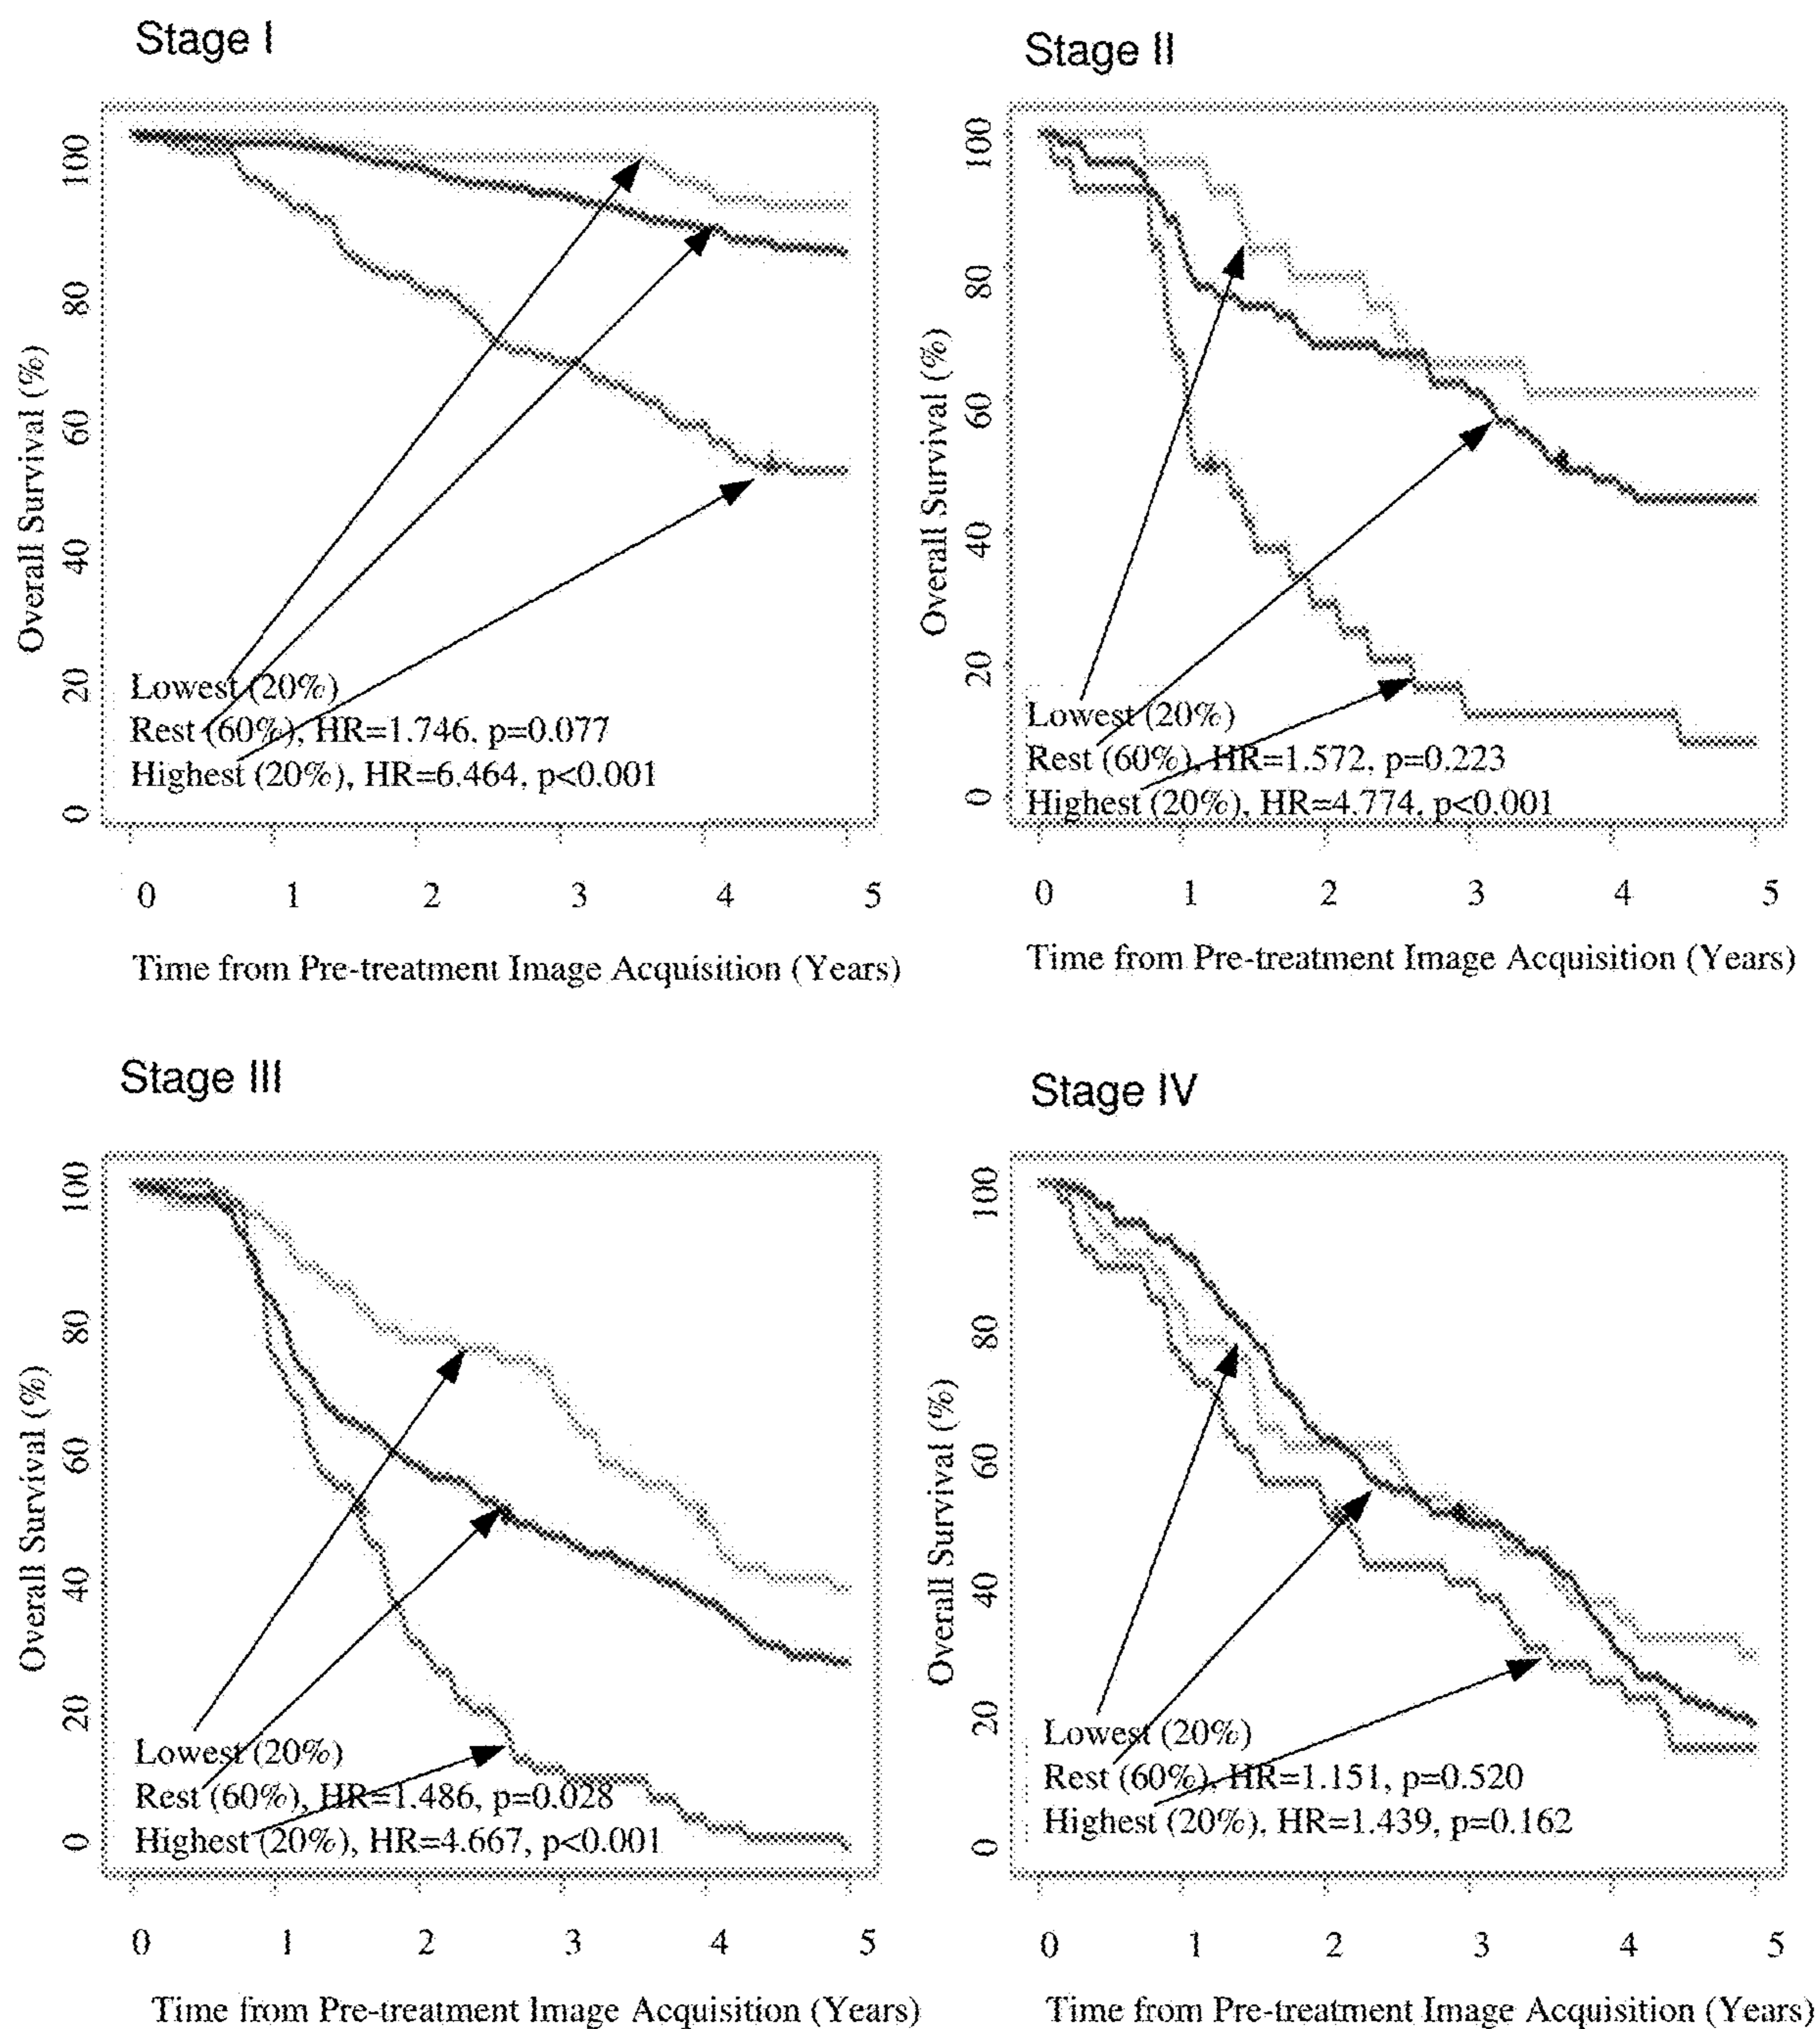 Stage I
Overall Survival (%)
100
80
60
40
20
0
Lowest (20%)
Rest (60%), HR=1.746, p=0.077
Highest (20%), HR=6.464, p<0.001
0 1 2 3 4 5
Time from Pre-treatment Image Acquisition (Years)
Stage II
Overall Survival (%)
100
80
60
40
20
0
Lowest (20%)
Rest (60%), HR=1.572, p=0.223
Highest (20%), HR=4.774, p<0.001
0 1 2 3 4 5
Time from Pre-treatment Image Acquisition (Years)
Stage III
Overall Survival (%)
100
80
60
40
20
0
Lowest (20%)
Rest (60%), HR=1.486, p=0.028
Highest (20%), HR=4.667, p<0.001
0 1 2 3 4 5
Time from Pre-treatment Image Acquisition (Years)
Stage IV
Overall Survival (%)
100
80
60
40
20
0
Lowest (20%)
Rest (60%), HR=1.151, p=0.520
Highest (20%), HR=1.439, p=0.162
0 1 2 3 4 5
Time from Pre-treatment Image Acquisition (Years)